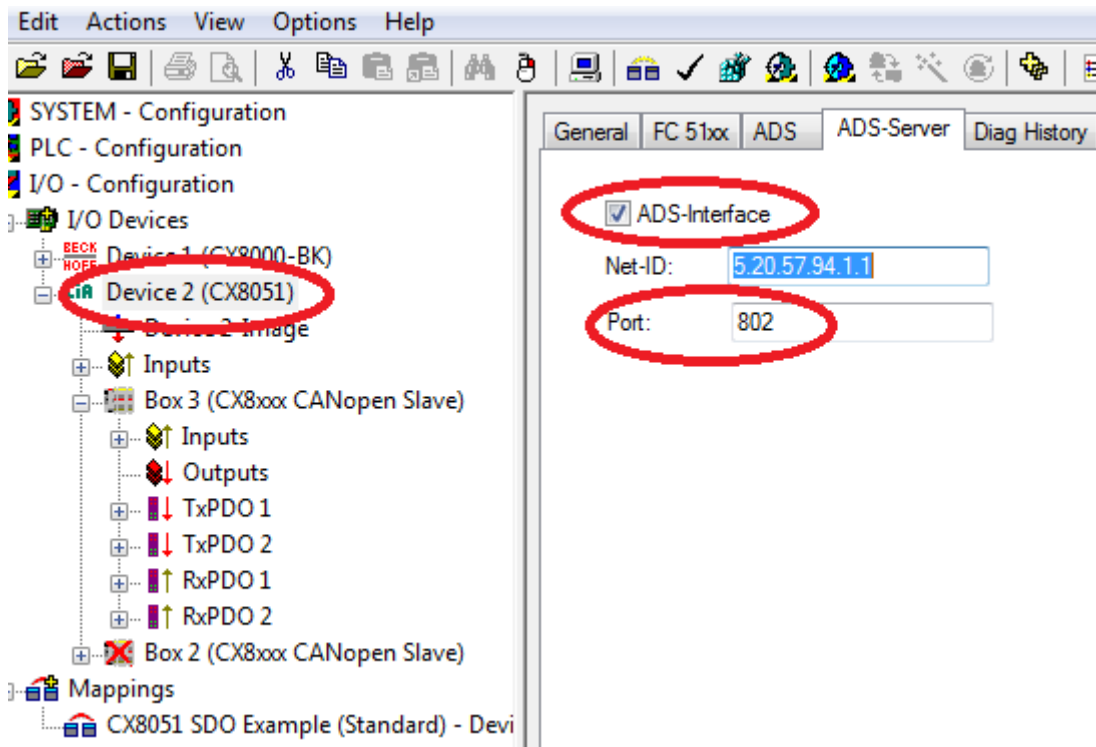 Edit Actions View Options Help
SYSTEM - Configuration
PLC - Configuration
I/O - Configuration
I/O Devices
BECK
HOFF
Device 1 (CX8000-BK)
CiA Device 2 (CX8051)
Device 2-Image
Inputs
Box 3 (CX8xxx CANopen Slave)
Inputs
Outputs
TxPDO 1
TxPDO 2
RxPDO 1
RxPDO 2
Box 2 (CX8xxx CANopen Slave)
Mappings
CX8051 SDO Example (Standard) - Devi
General FC 51xx ADS ADS-Server Diag History
ADS-Interface
Net-ID: 5.20.57.94.1.1
Port: 802